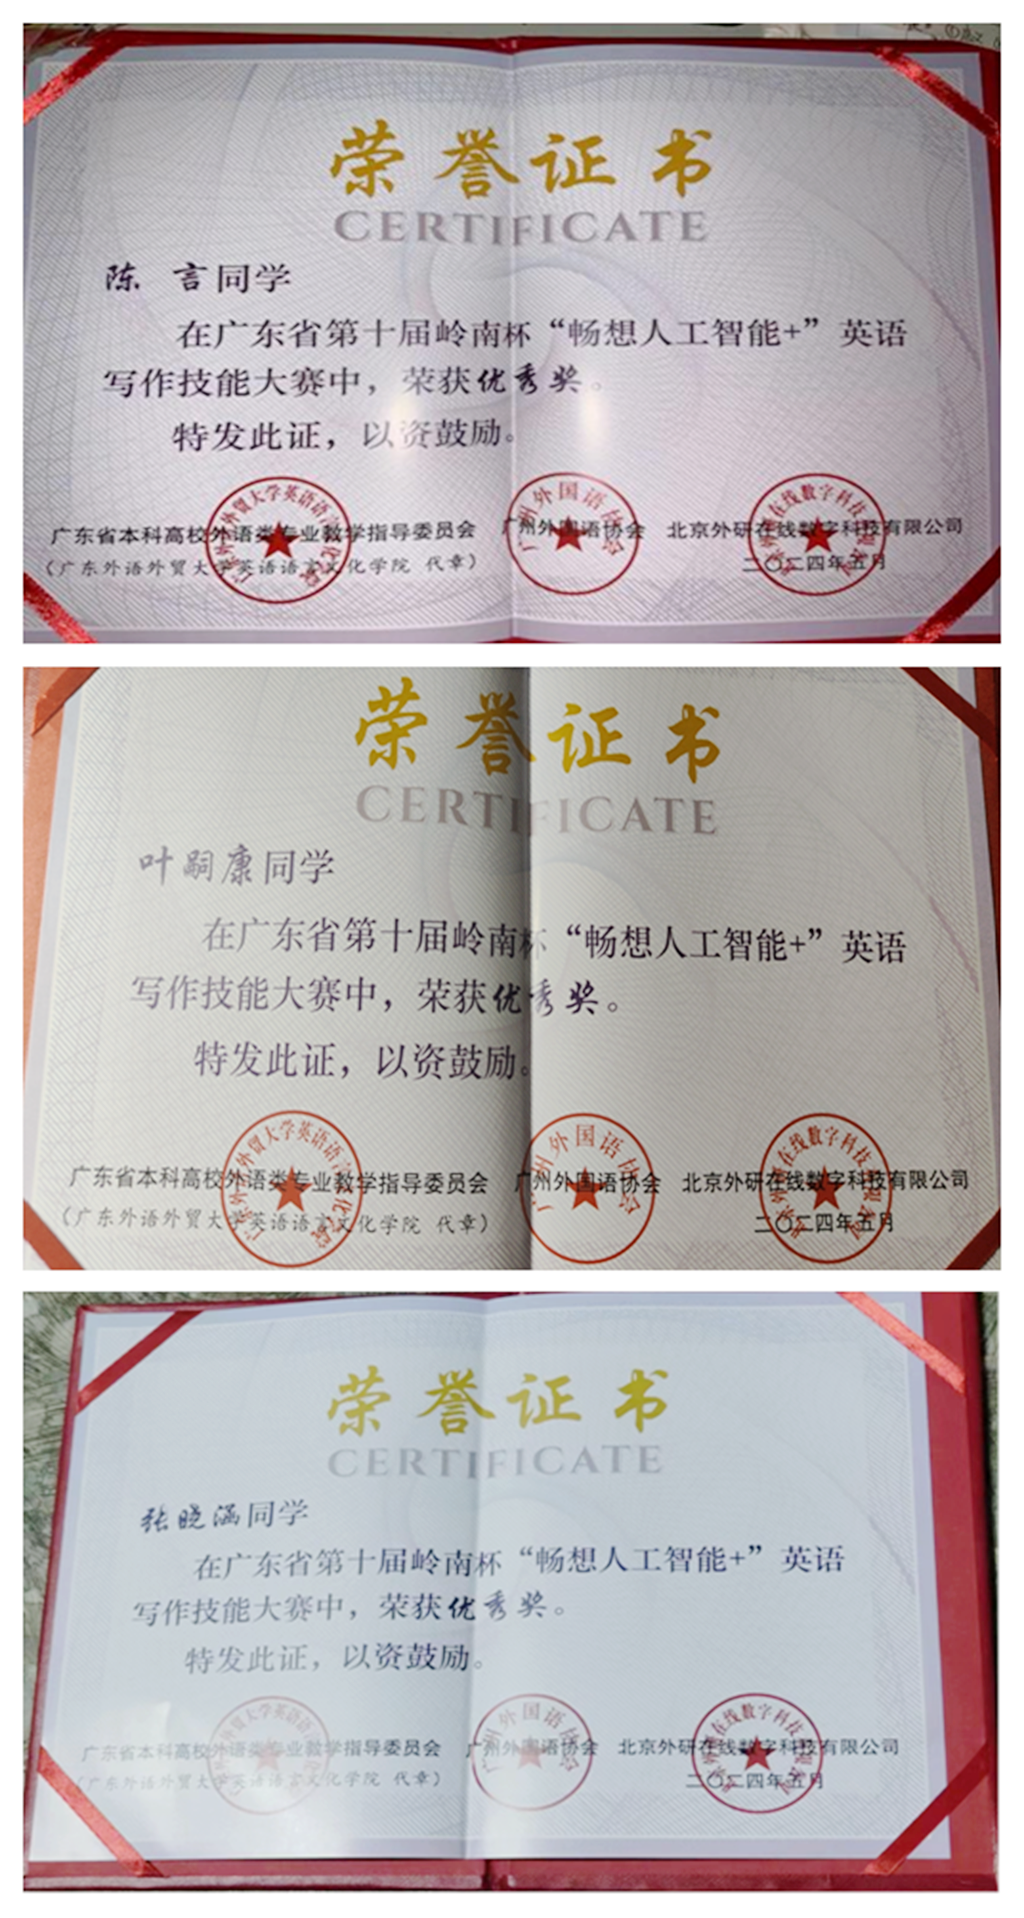 荣誉证书
CERTIFICATE
陈 言同学
在广东省第十届岭南杯“畅想人工智能+”英语
写作技能大赛中，荣获优秀奖。
特发此证，以资鼓励。
广东省本科高校外语类专业教学指导委员会 广州外国语协会 北京外研在线数字科技有限公司
（广东外语外贸大学英语语言文化学院 代章） 二〇二四年五月
荣誉证书
CERTIFICATE
叶嗣康同学
在广东省第十届岭南杯“畅想人工智能+”英语
写作技能大赛中，荣获优秀奖。
特发此证，以资鼓励。
广东省本科高校外语类专业教学指导委员会 广州外国语协会 北京外研在线数字科技有限公司
（广东外语外贸大学英语语言文化学院 代章） 二〇二四年五月
荣誉证书
CERTIFICATE
张晓涵同学
在广东省第十届岭南杯“畅想人工智能+”英语
写作技能大赛中，荣获优秀奖。
特发此证，以资鼓励。
广东省本科高校外语类专业教学指导委员会 广州外国语协会 北京外研在线数字科技有限公司
（广东外语外贸大学英语语言文化学院 代章） 二〇二四年五月